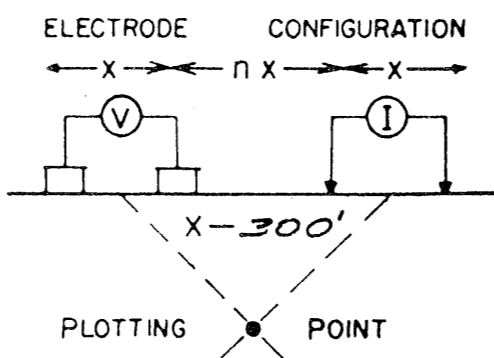 ELECTRODE CONFIGURATION
X n X X
V I
X-300'
PLOTTING POINT